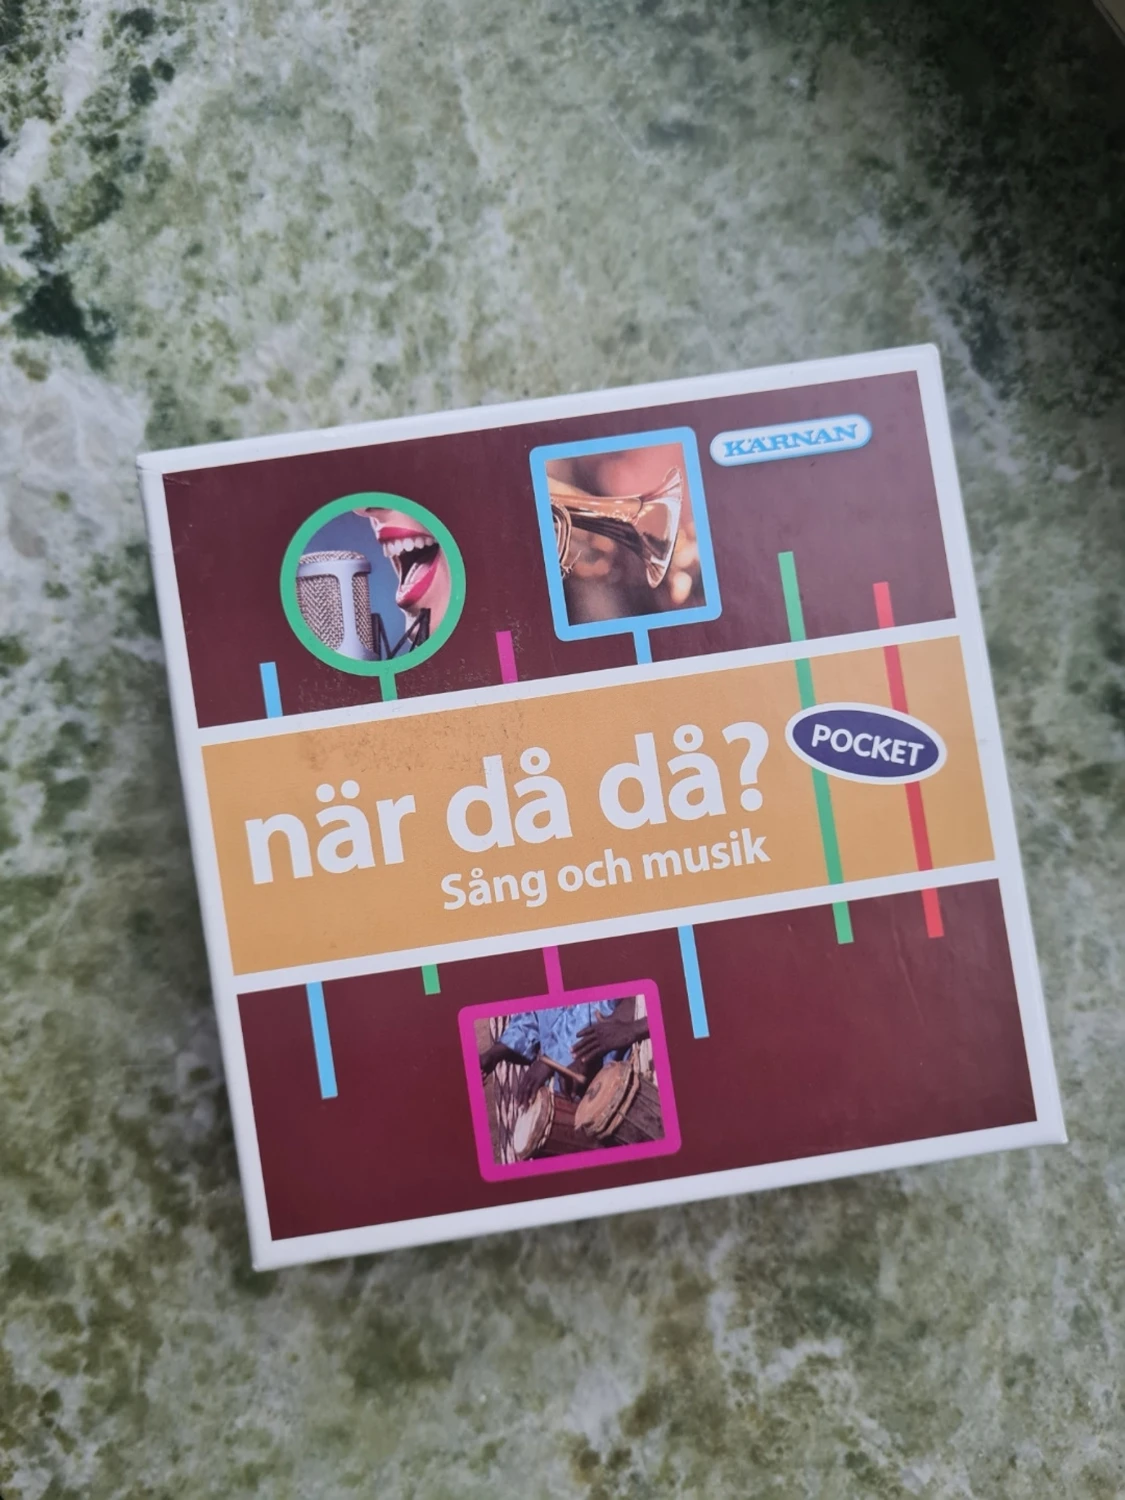 KÄRNAN
när då då?
POCKET
Sång och musik